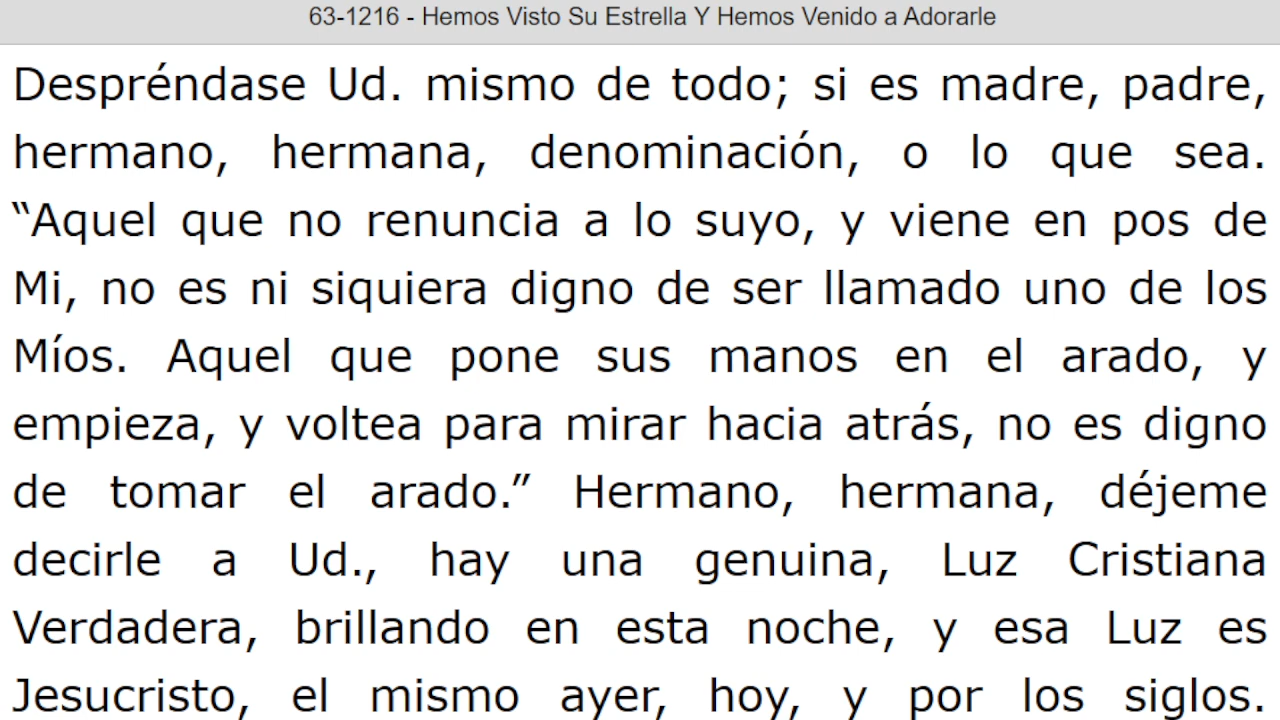 63-1216 - Hemos Visto Su Estrella Y Hemos Venido a Adorarle
Despréndase Ud. mismo de todo; si es madre, padre,
hermano, hermana, denominación, o lo que sea.
“Aquel que no renuncia a lo suyo, y viene en pos de
Mi, no es ni siquiera digno de ser llamado uno de los
Míos. Aquel que pone sus manos en el arado, y
empieza, y voltea para mirar hacia atrás, no es digno
de tomar el arado.” Hermano, hermana, déjeme
decirle a Ud., hay una genuina, Luz Cristiana
Verdadera, brillando en esta noche, y esa Luz es
Jesucristo, el mismo ayer, hoy, y por los siglos.